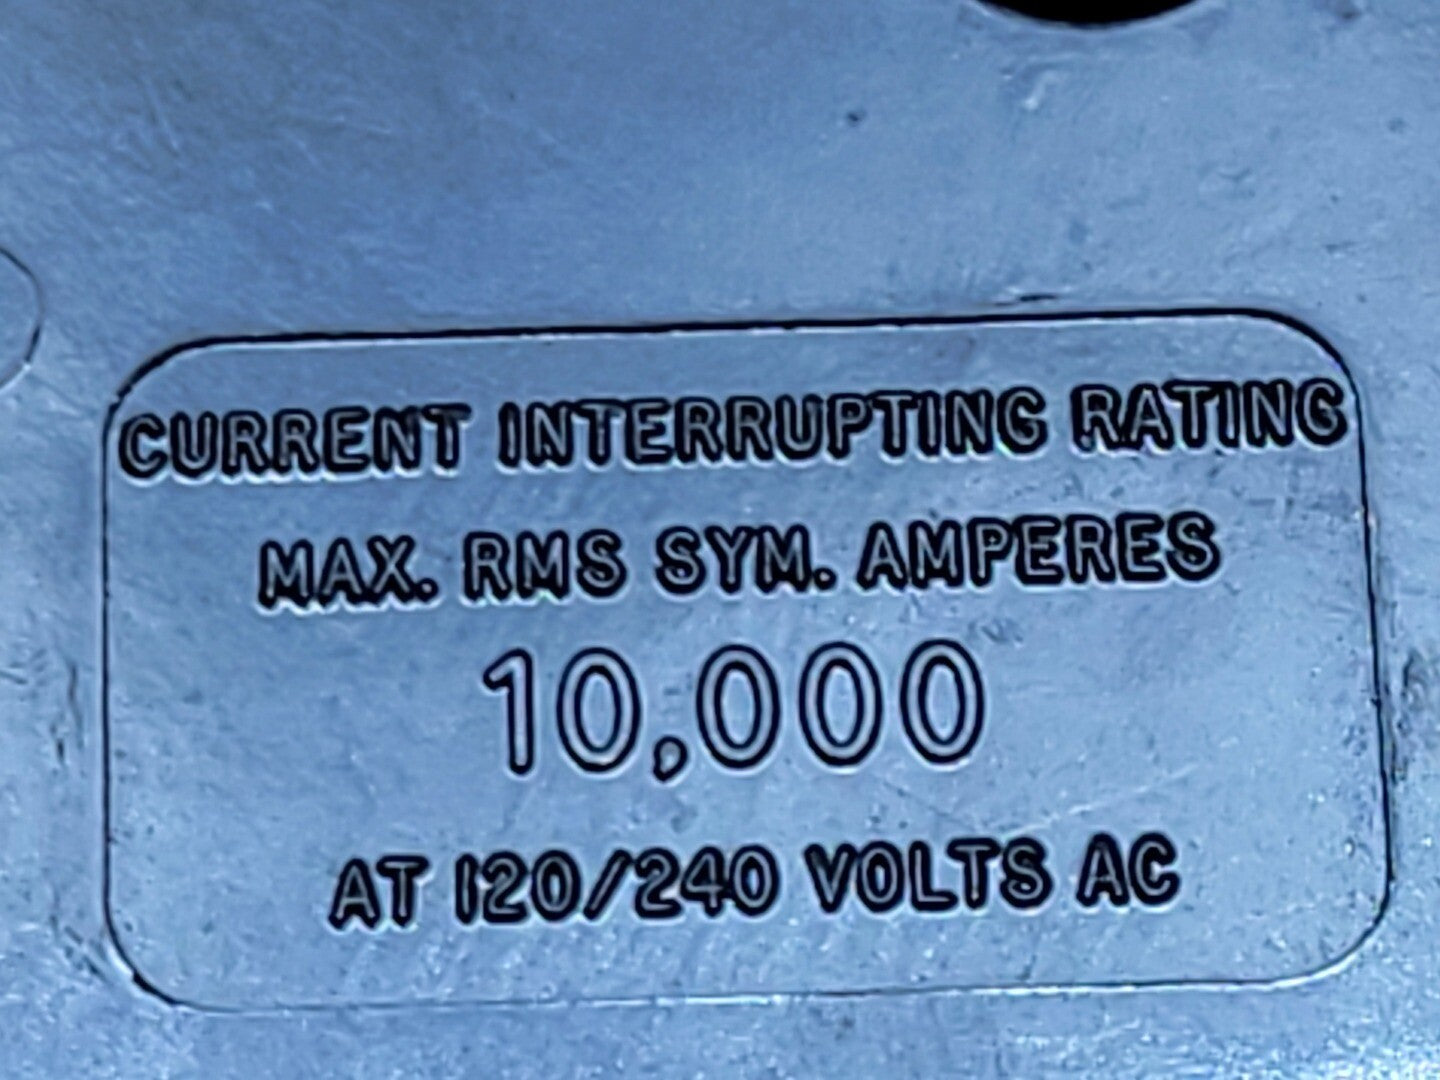 CURRENT INTERRUPTING RATING
MAX. RMS SYM. AMPERES
10,000
AT 120/240 VOLTS AC